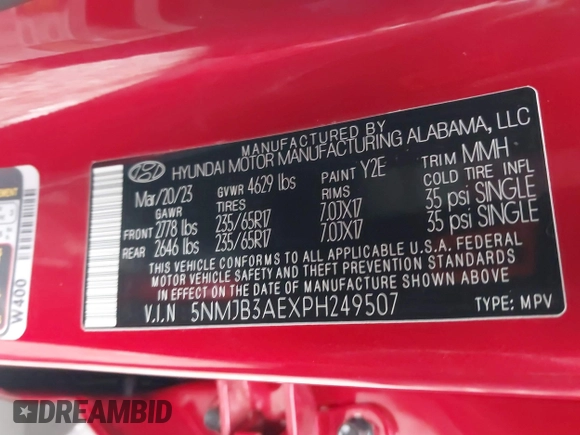 MANUFACTURED BY
HYUNDAI MOTOR MANUFACTURING ALABAMA, LLC
Mar/20/23 GVWR 4629 lbs PAINT Y2E TRIM MMH
GAWR TIRES RIMS COLD TIRE INFL
FRONT 2778 lbs 235/65R17 7.0JX17 35 psi SINGLE
REAR 2646 lbs 235/65R17 7.0JX17 35 psi SINGLE
THIS VEHICLE CONFORMS TO ALL APPLICABLE U.S.A. FEDERAL
MOTOR VEHICLE SAFETY AND THEFT PREVENTION STANDARDS
IN EFFECT ON THE DATE OF MANUFACTURE SHOWN ABOVE.
V.I.N 5NMJB3AEXPH249507 TYPE: MPV
W400
DREAMBID